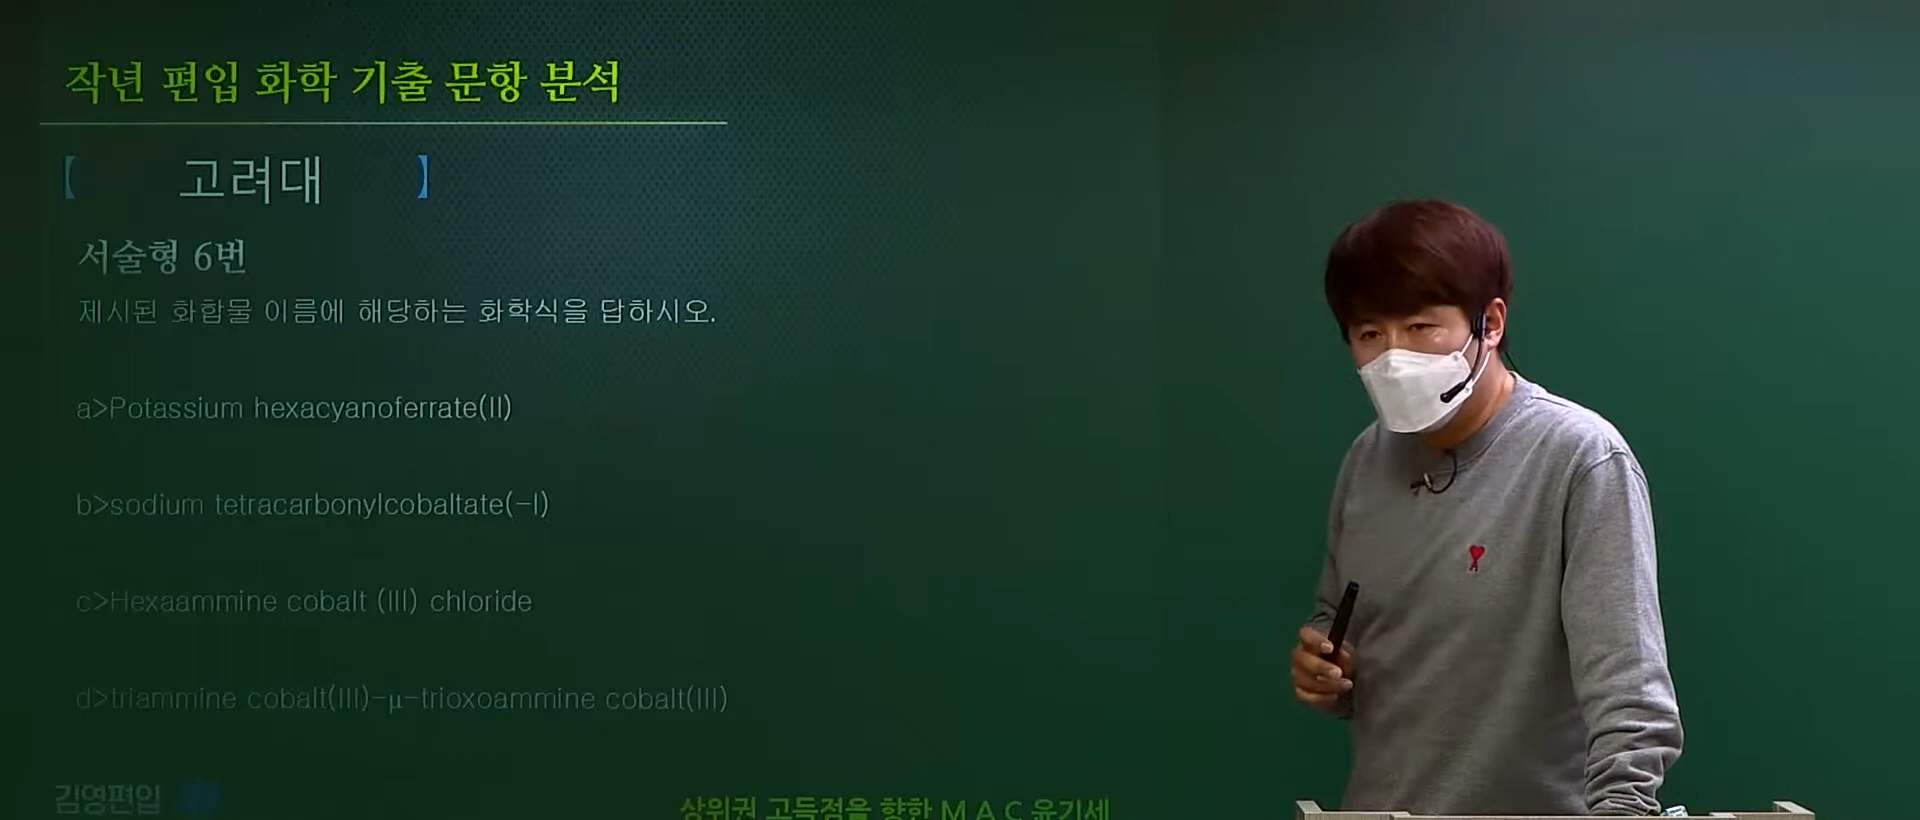 작년 편입 화학 기출 문항 분석
【 고려대 】
서술형 6번
제시된 화합물 이름에 해당하는 화학식을 답하시오.
a>Potassium hexacyanoferrate(II)
b>sodium tetracarbonylcobaltate(-I)
c>Hexaammine cobalt (III) chloride
d>triammine cobalt(III)-μ-trioxoammine cobalt(III)
김영편입
상위권 고득점을 향한 M A C 윤기세